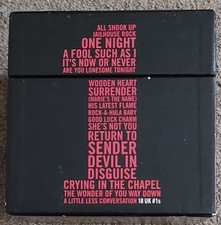 ALL SHOOK UP
JAILHOUSE ROCK
ONE NIGHT
A FOOL SUCH AS I
IT'S NOW OR NEVER
ARE YOU LONESOME TONIGHT
WOODEN HEART
SURRENDER
(MARIE'S THE NAME)
HIS LATEST FLAME
ROCK-A-HULA BABY
GOOD LUCK CHARM
SHE'S NOT YOU
RETURN TO
SENDER
DEVIL IN
DISGUISE
CRYING IN THE CHAPEL
THE WONDER OF YOU WAY DOWN
A LITTLE LESS CONVERSATION 18 UK #1s